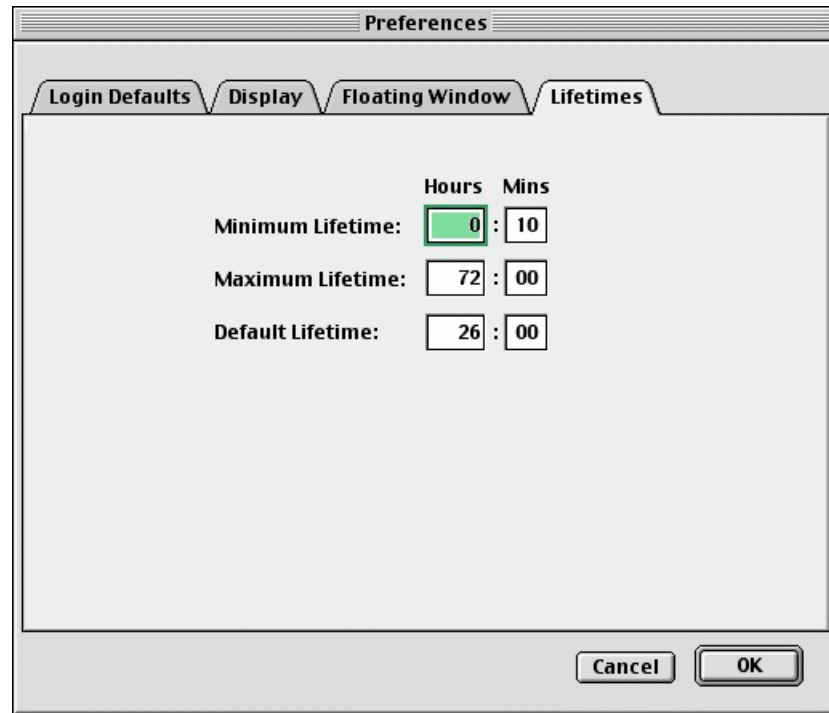 Preferences
Login Defaults Display Floating Window Lifetimes
Hours Mins
Minimum Lifetime: 0 : 10
Maximum Lifetime: 72 : 00
Default Lifetime: 26 : 00
Cancel OK